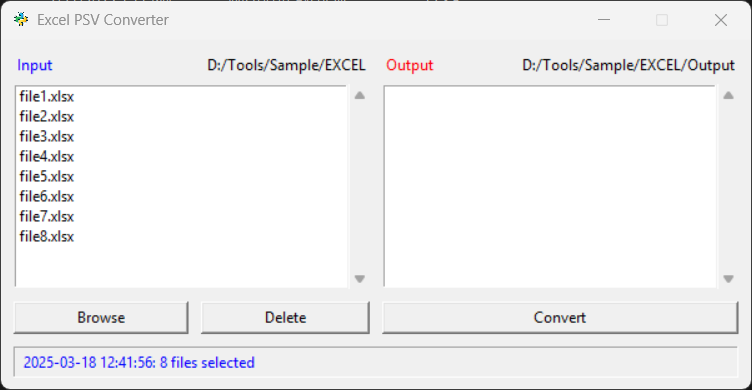 Excel PSV Converter
Input D:/Tools/Sample/EXCEL Output D:/Tools/Sample/EXCEL/Output
file1.xlsx
file2.xlsx
file3.xlsx
file4.xlsx
file5.xlsx
file6.xlsx
file7.xlsx
file8.xlsx
Browse Delete Convert
2025-03-18 12:41:56: 8 files selected